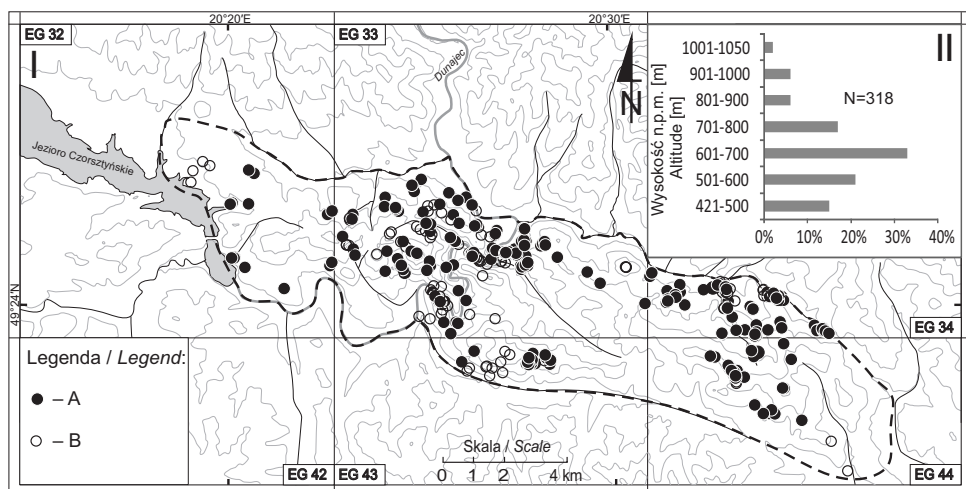 20°20'E
20°30'E
EG 32
EG 33
I
II
Dunajec
N
Jezioro Czorsztyńskie
49°24'N
Wysokość n.p.m. [m]
Altitude [m]
1001-1050
901-1000
801-900
701-800
601-700
501-600
421-500
N=318
0% 10% 20% 30% 40%
EG 34
Legenda / Legend:
– A
– B
Skala / Scale
0 1 2 4 km
EG 42
EG 43
EG 44